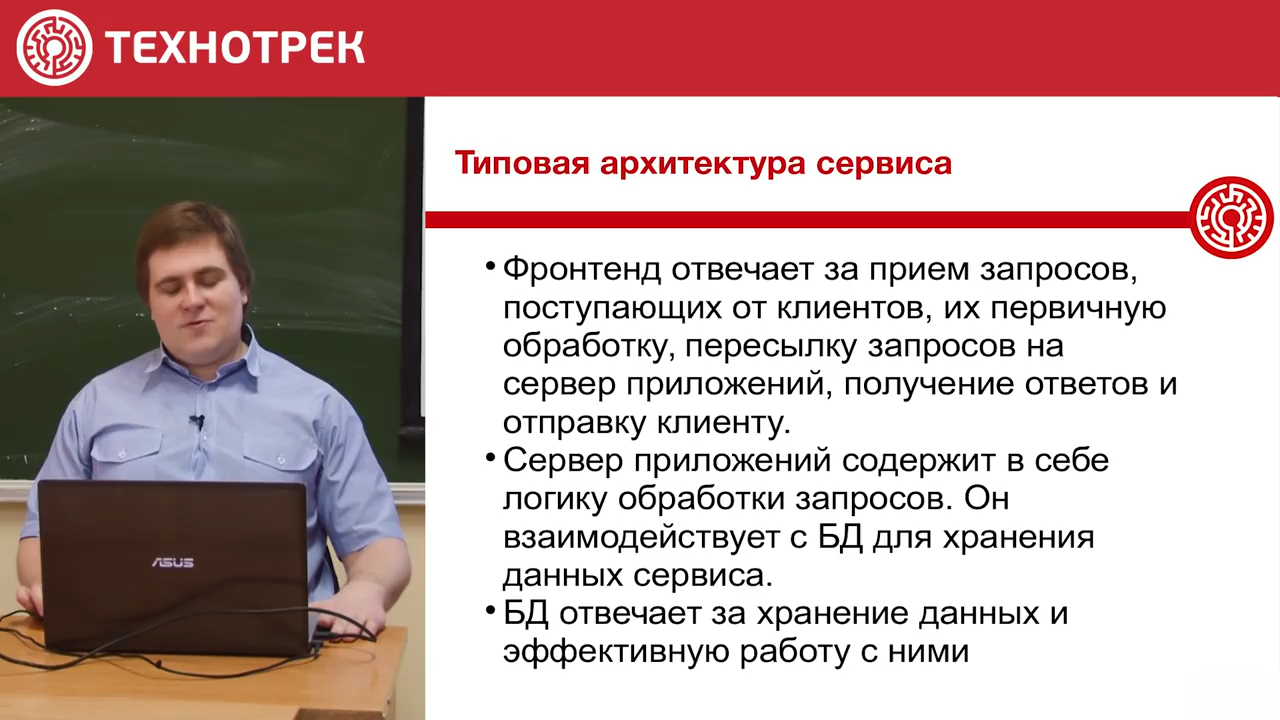 ТЕХНОТРЕК
Типовая архитектура сервиса
• Фронтенд отвечает за прием запросов,
поступающих от клиентов, их первичную
обработку, пересылку запросов на
сервер приложений, получение ответов и
отправку клиенту.
• Сервер приложений содержит в себе
логику обработки запросов. Он
взаимодействует с БД для хранения
данных сервиса.
• БД отвечает за хранение данных и
эффективную работу с ними
ASUS